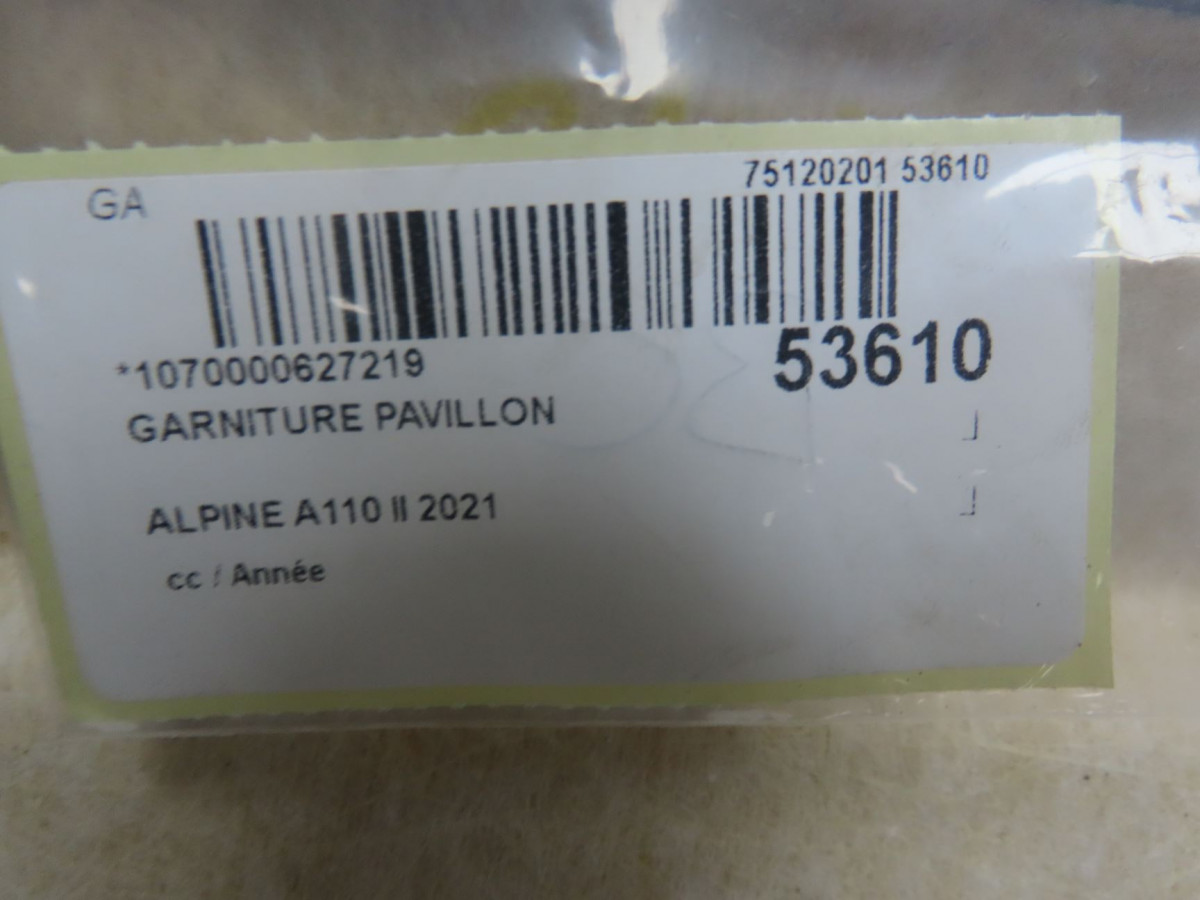 GA
75120201 53610
*1070000627219
53610
GARNITURE PAVILLON
ALPINE A110 II 2021
cc / Année